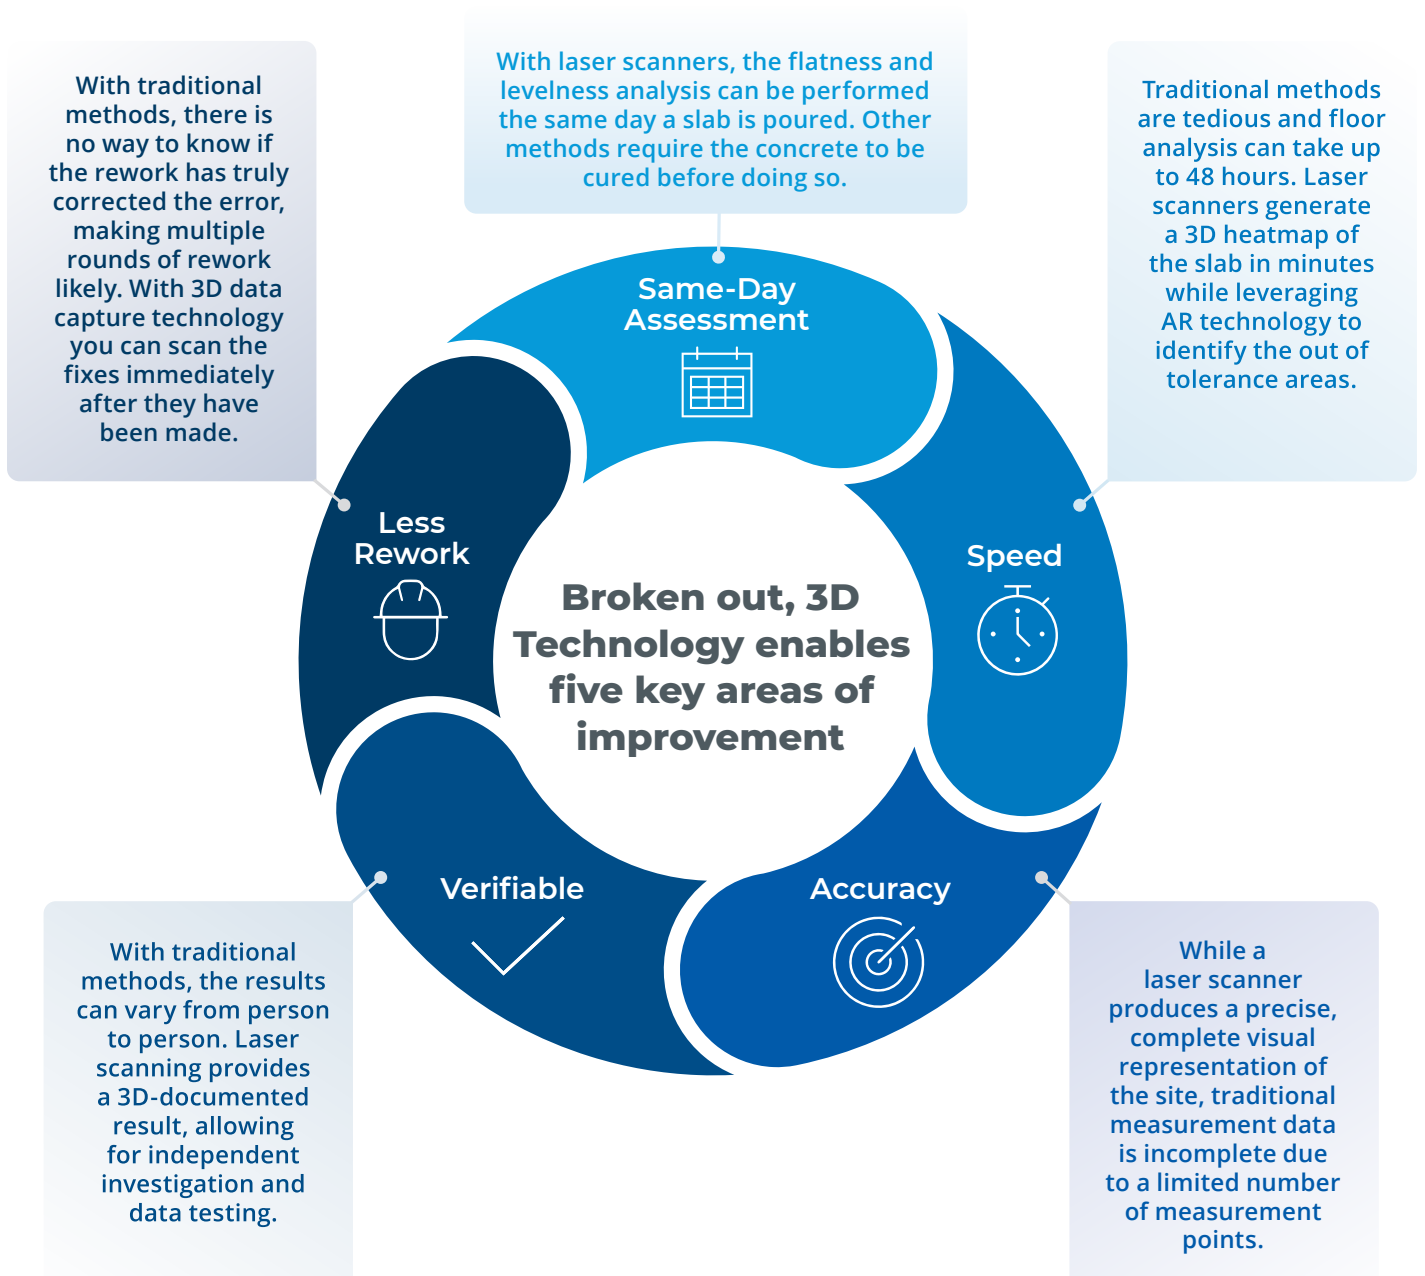 With laser scanners, the flatness and
levelness analysis can be performed
the same day a slab is poured. Other
methods require the concrete to be
cured before doing so.
With traditional
methods, there is
no way to know if
the rework has truly
corrected the error,
making multiple
rounds of rework
likely. With 3D data
capture technology
you can scan the
fixes immediately
after they have
been made.
Traditional methods
are tedious and floor
analysis can take up
to 48 hours. Laser
scanners generate
a 3D heatmap of
the slab in minutes
while leveraging
AR technology to
identify the out of
tolerance areas.
Same-Day
Assessment
Less
Rework
Speed
Broken out, 3D
Technology enables
five key areas of
improvement
Verifiable
Accuracy
With traditional
methods, the results
can vary from person
to person. Laser
scanning provides
a 3D-documented
result, allowing
for independent
investigation and
data testing.
While a
laser scanner
produces a precise,
complete visual
representation of
the site, traditional
measurement data
is incomplete due
to a limited number
of measurement
points.